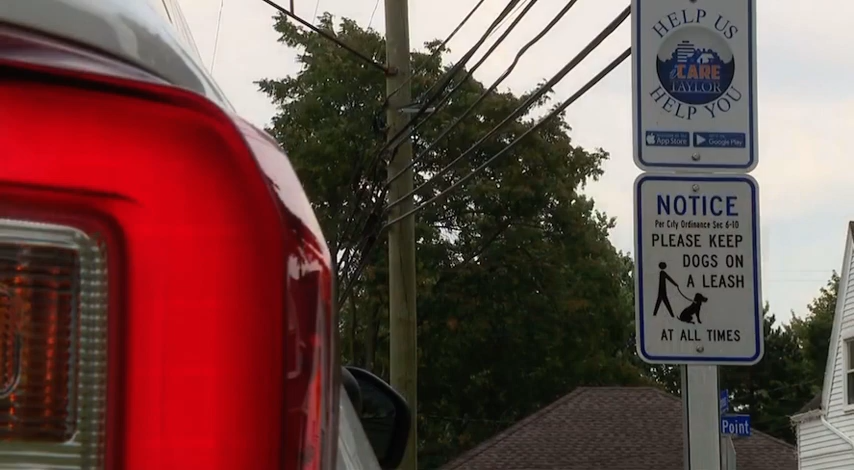 HELP US
CARE
TAYLOR
HELP YOU
App Store
Google Play
NOTICE
Per City Ordinance Sec 6-10
PLEASE KEEP
DOGS ON
A LEASH
AT ALL TIMES
Point